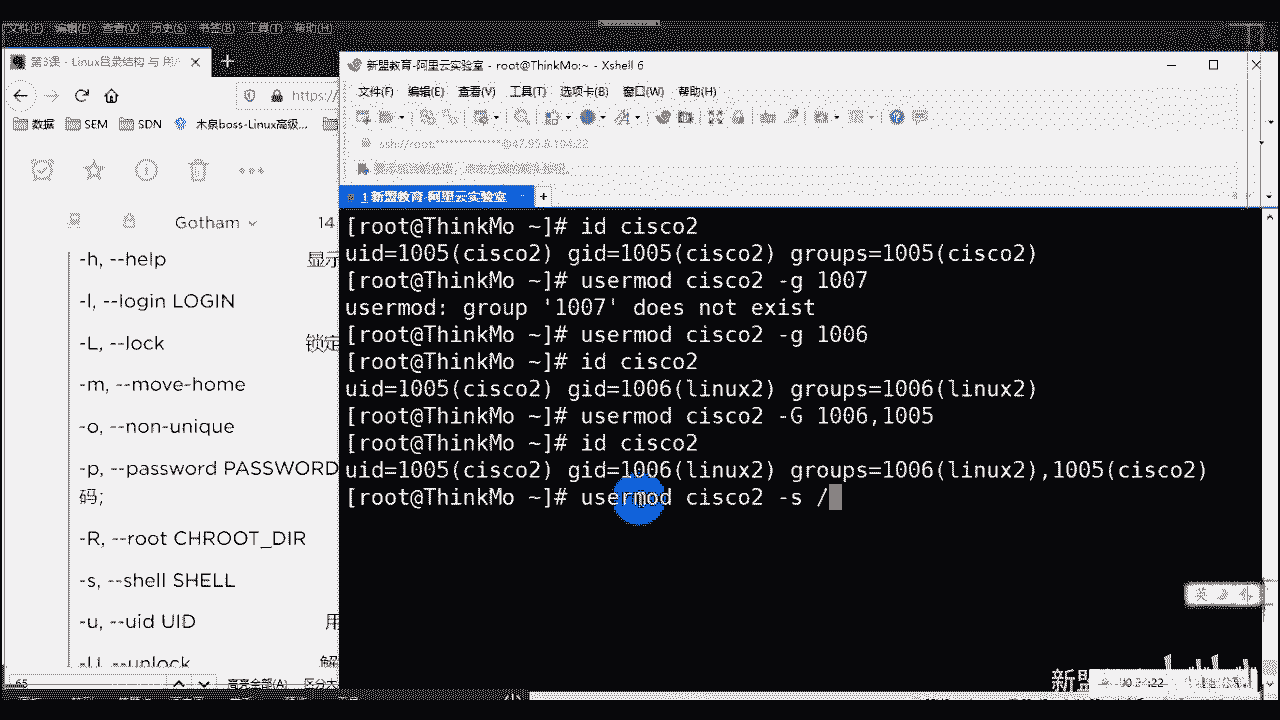 文件(F) 编辑(E) 查看(V) 历史(S) 书签(B) 工具(T) 帮助(H)
第3课 - Linux目录结构 与 用户
新盟教育-阿里云实验室 - root@ThinkMo:~ - Xshell 6
文件(F) 编辑(E) 查看(V) 工具(T) 选项卡(B) 窗口(W) 帮助(H)
https://
数据 SEM SDN 木泉boss-Linux高级...
1 新盟教育-阿里云实验室
Gotham 14
-h, --help 显示
-l, --login LOGIN
-L, --lock 锁定
-m, --move-home
-o, --non-unique
-p, --password PASSWORD
码;
-R, --root CHROOT_DIR
-s, --shell SHELL
-u, --uid UID 用
-U, --unlock 解
[root@ThinkMo ~]# id cisco2
uid=1005(cisco2) gid=1005(cisco2) groups=1005(cisco2)
[root@ThinkMo ~]# usermod cisco2 -g 1007
usermod: group '1007' does not exist
[root@ThinkMo ~]# usermod cisco2 -g 1006
[root@ThinkMo ~]# id cisco2
uid=1005(cisco2) gid=1006(linux2) groups=1006(linux2)
[root@ThinkMo ~]# usermod cisco2 -G 1006,1005
[root@ThinkMo ~]# id cisco2
uid=1005(cisco2) gid=1006(linux2) groups=1006(linux2),1005(cisco2)
[root@ThinkMo ~]# usermod cisco2 -s /
英
高亮全部(A) 区分大
新盟